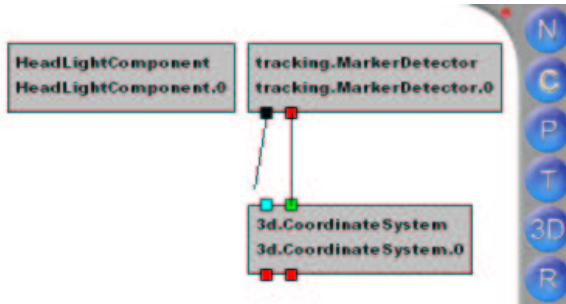 HeadLightComponent
HeadLightComponent.0
tracking.MarkerDetector
tracking.MarkerDetector.0
3d.CoordinateSystem
3d.CoordinateSystem.0
N
C
P
T
3D
R